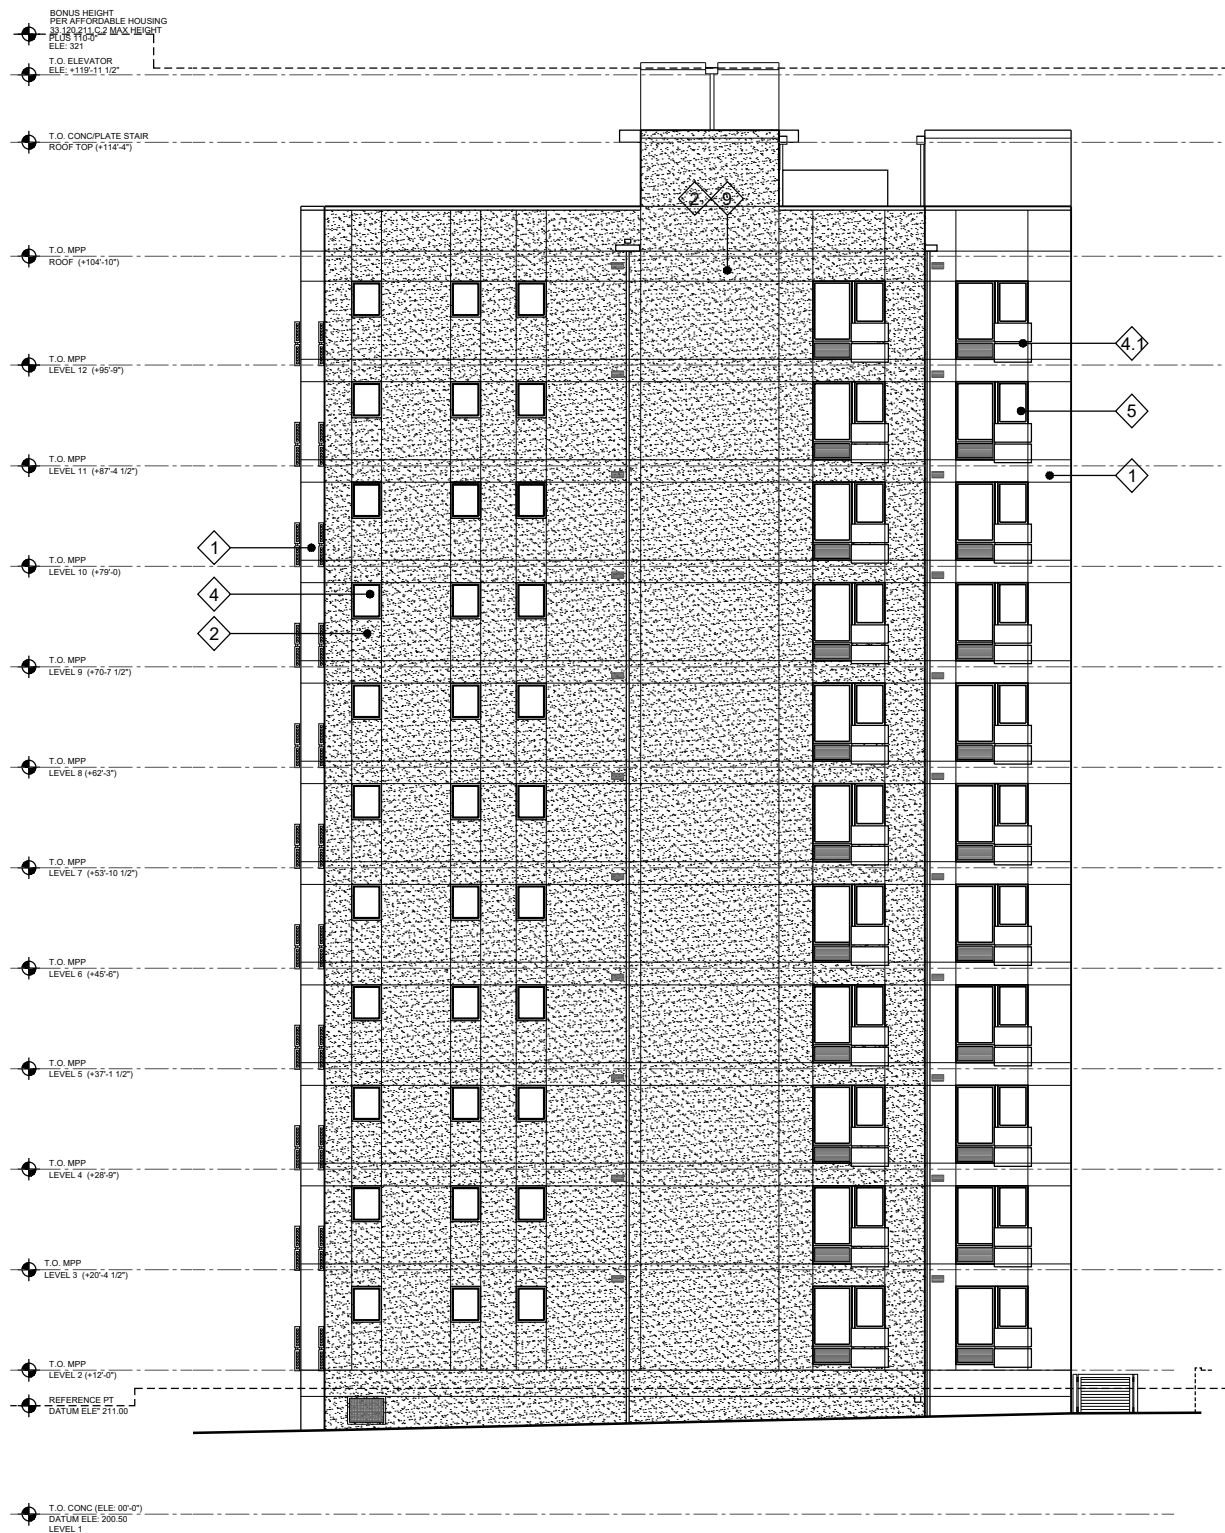 BONUS HEIGHT
PER AFFORDABLE HOUSING
33.120.211.C.2 MAX HEIGHT
PLUS 110-0"
ELE: 321
T.O. ELEVATOR
ELE: +119'-11 1/2"
T.O. CONC/PLATE STAIR
ROOF TOP (+114'-4")
2 9
T.O. MPP
ROOF (+104'-10")
4.1
T.O. MPP
LEVEL 12 (+95'-9")
5
T.O. MPP
LEVEL 11 (+87'-4 1/2")
1
1
T.O. MPP
LEVEL 10 (+79'-0)
4
2
T.O. MPP
LEVEL 9 (+70-7 1/2")
T.O. MPP
LEVEL 8 (+62'-3")
T.O. MPP
LEVEL 7 (+53'-10 1/2")
T.O. MPP
LEVEL 6 (+45'-6")
T.O. MPP
LEVEL 5 (+37'-1 1/2")
T.O. MPP
LEVEL 4 (+28'-9")
T.O. MPP
LEVEL 3 (+20'-4 1/2")
T.O. MPP
LEVEL 2 (+12'-0")
REFERENCE PT
DATUM ELE: 211.00
T.O. CONC (ELE: 00'-0")
DATUM ELE: 200.50
LEVEL 1